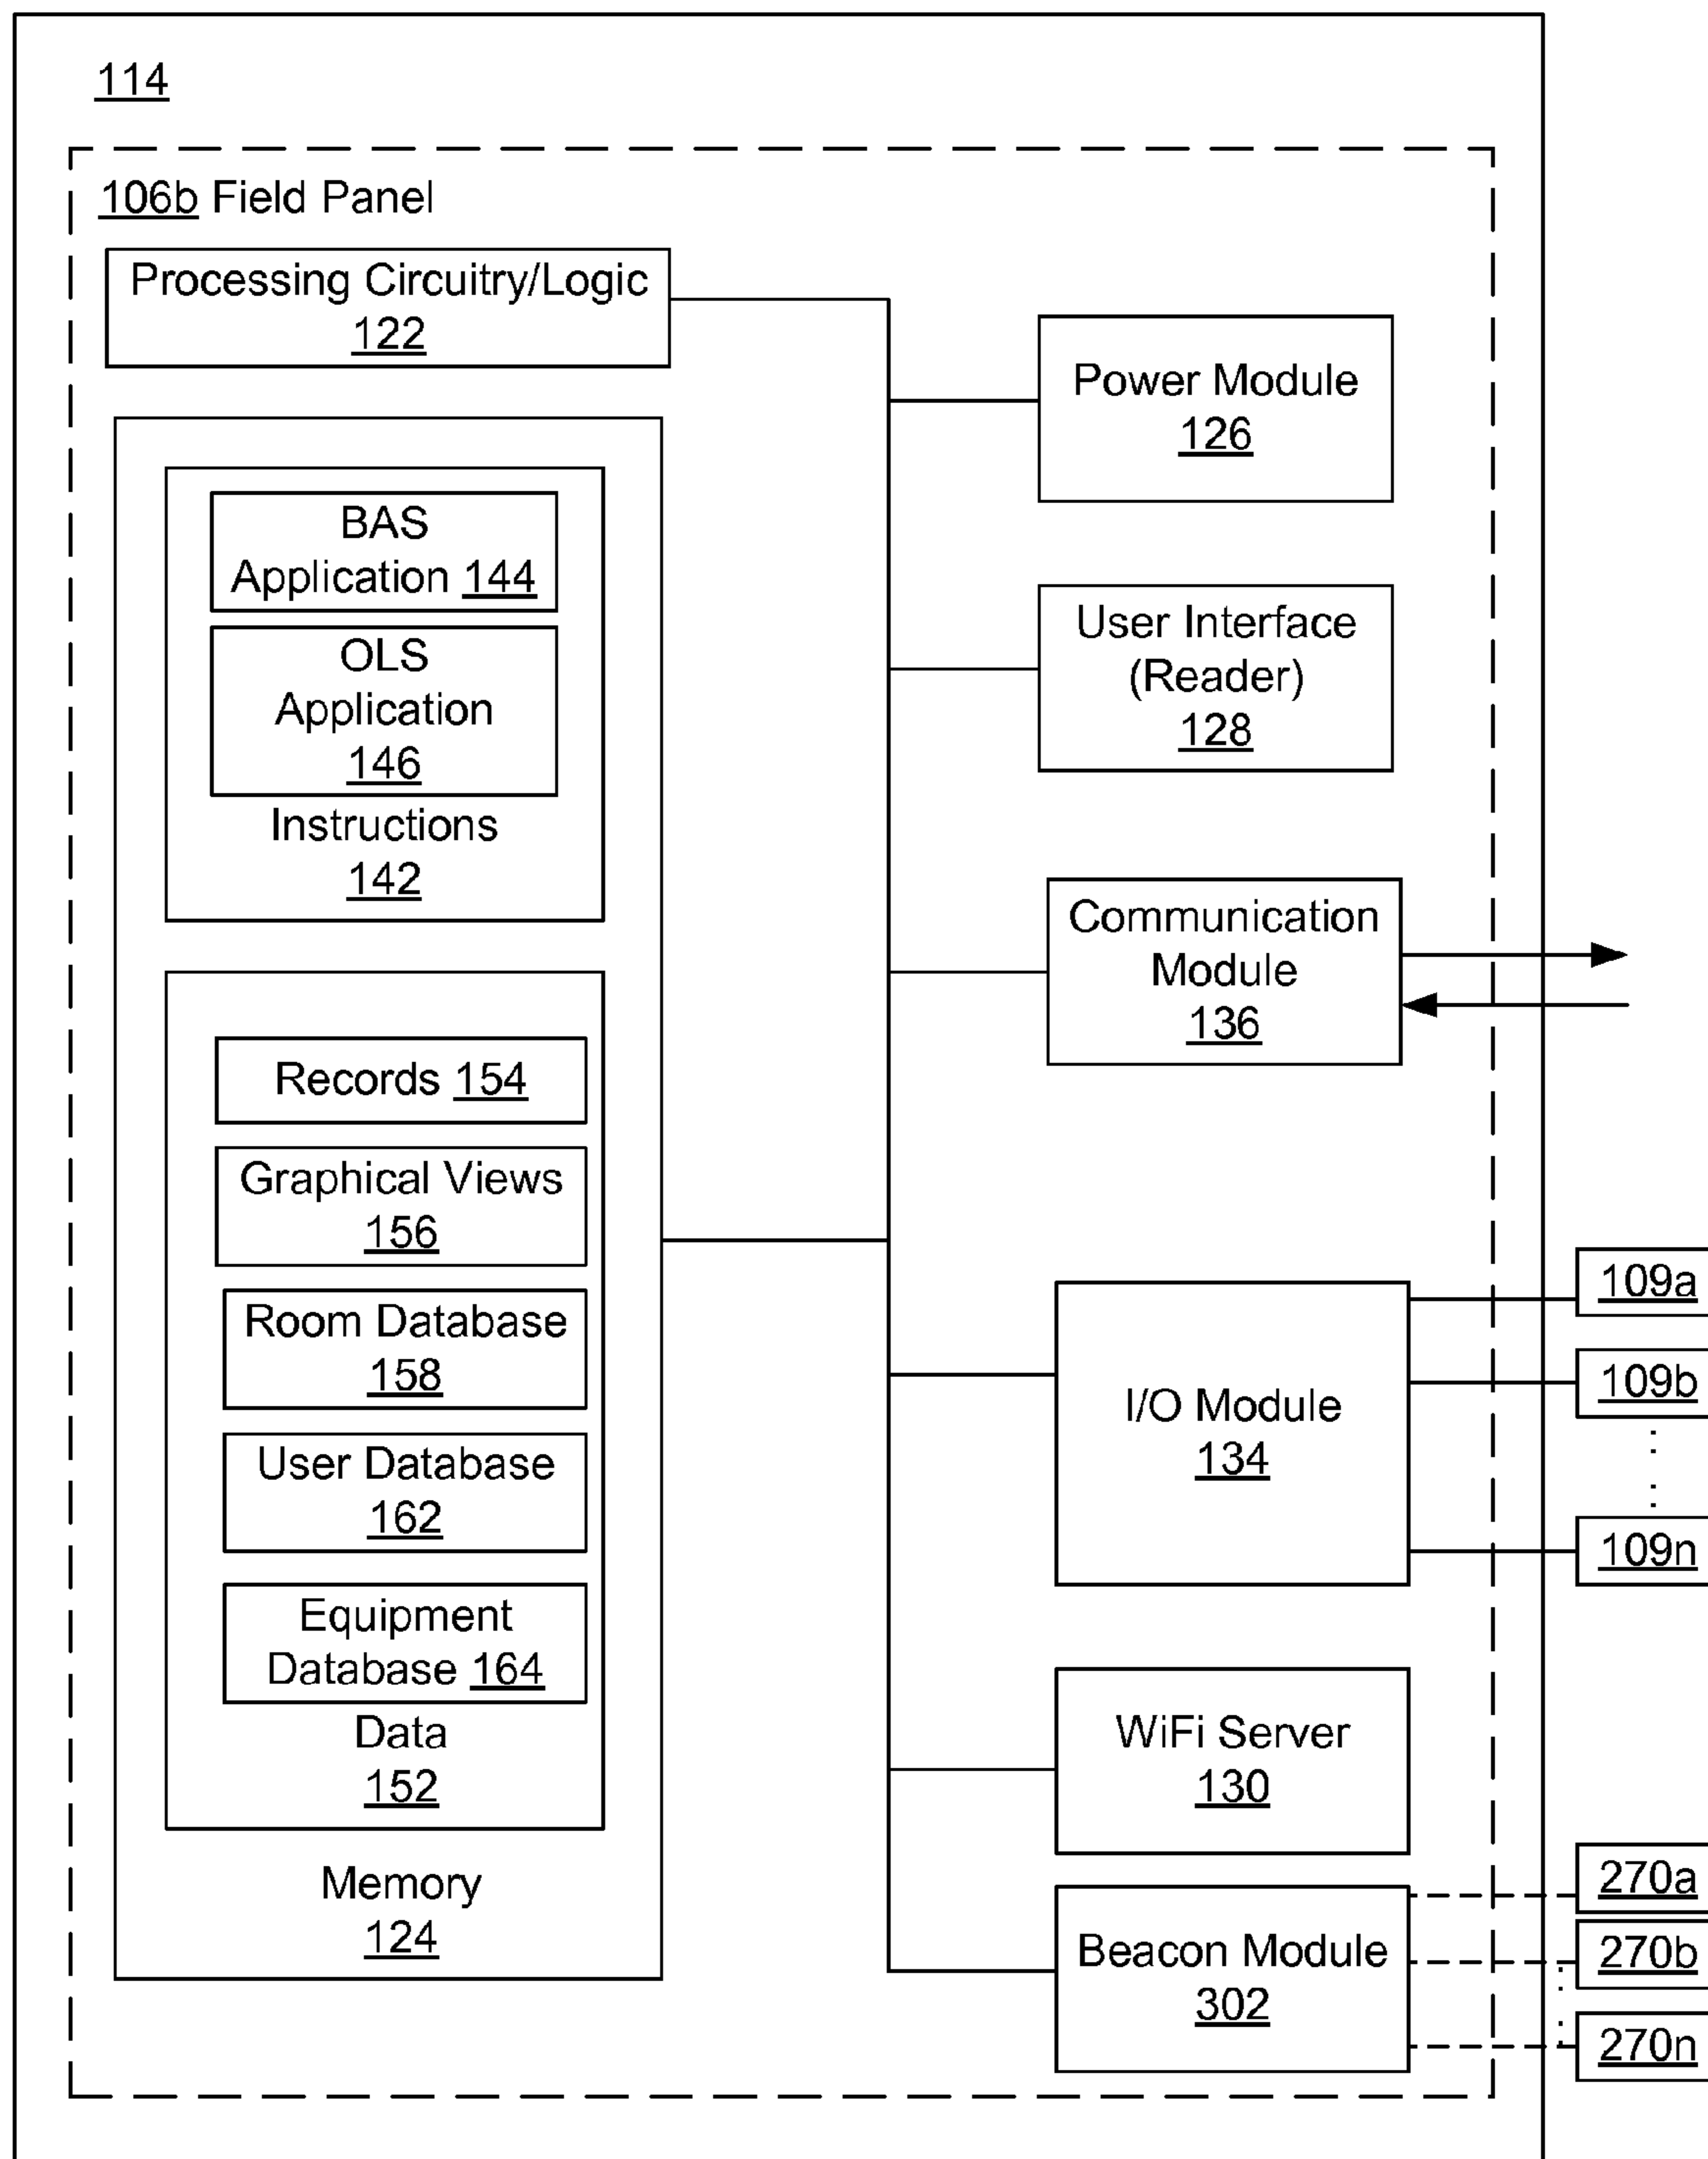 114
106b Field Panel
Processing Circuitry/Logic
122
BAS
Application 144
OLS
Application
146
Instructions
142
Records 154
Graphical Views
156
Room Database
158
User Database
162
Equipment
Database 164
Data
152
Memory
124
Power Module
126
User Interface
(Reader)
128
Communication
Module
136
I/O Module
134
WiFi Server
130
Beacon Module
302
109a
109b
109n
270a
270b
270n